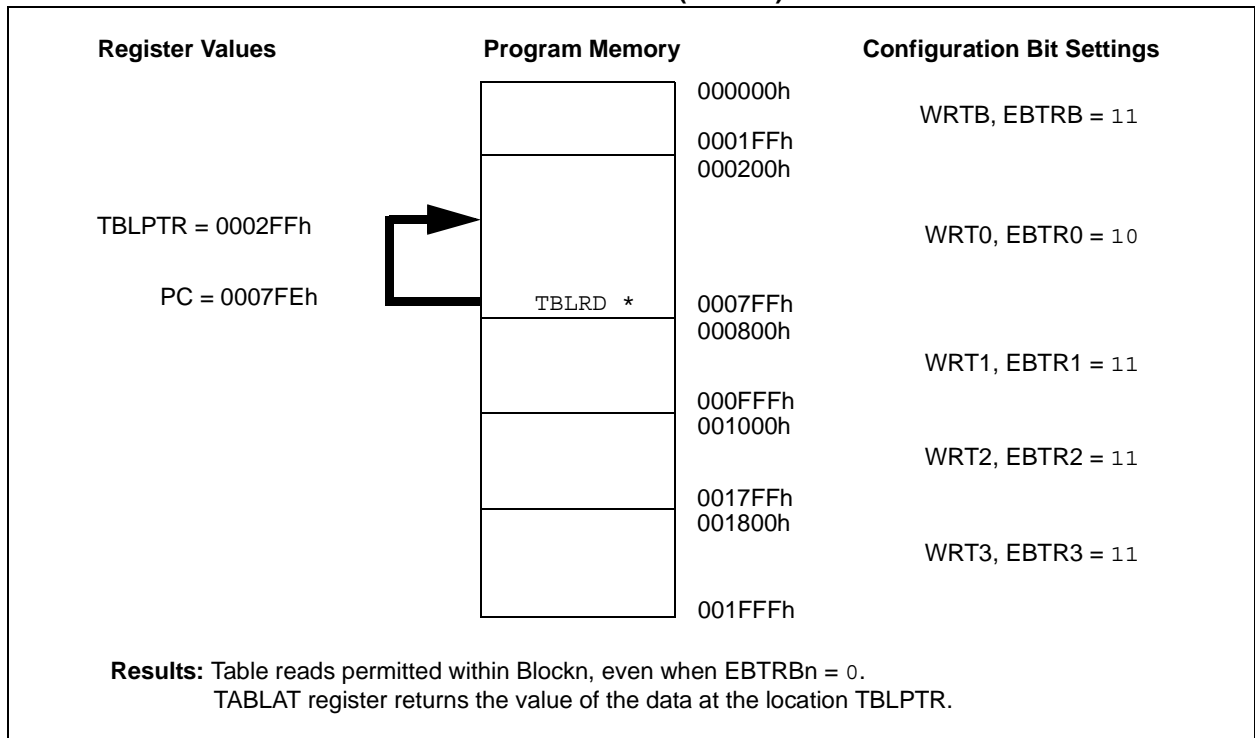 Register Values
Program Memory
Configuration Bit Settings
000000h
WRTB, EBTRB = 11
0001FFh
000200h
TBLPTR = 0002FFh
WRT0, EBTR0 = 10
PC = 0007FEh
TBLRD *
0007FFh
000800h
WRT1, EBTR1 = 11
000FFFh
001000h
WRT2, EBTR2 = 11
0017FFh
001800h
WRT3, EBTR3 = 11
001FFFh
Results: Table reads permitted within Blockn, even when EBTRBn = 0.
TABLAT register returns the value of the data at the location TBLPTR.